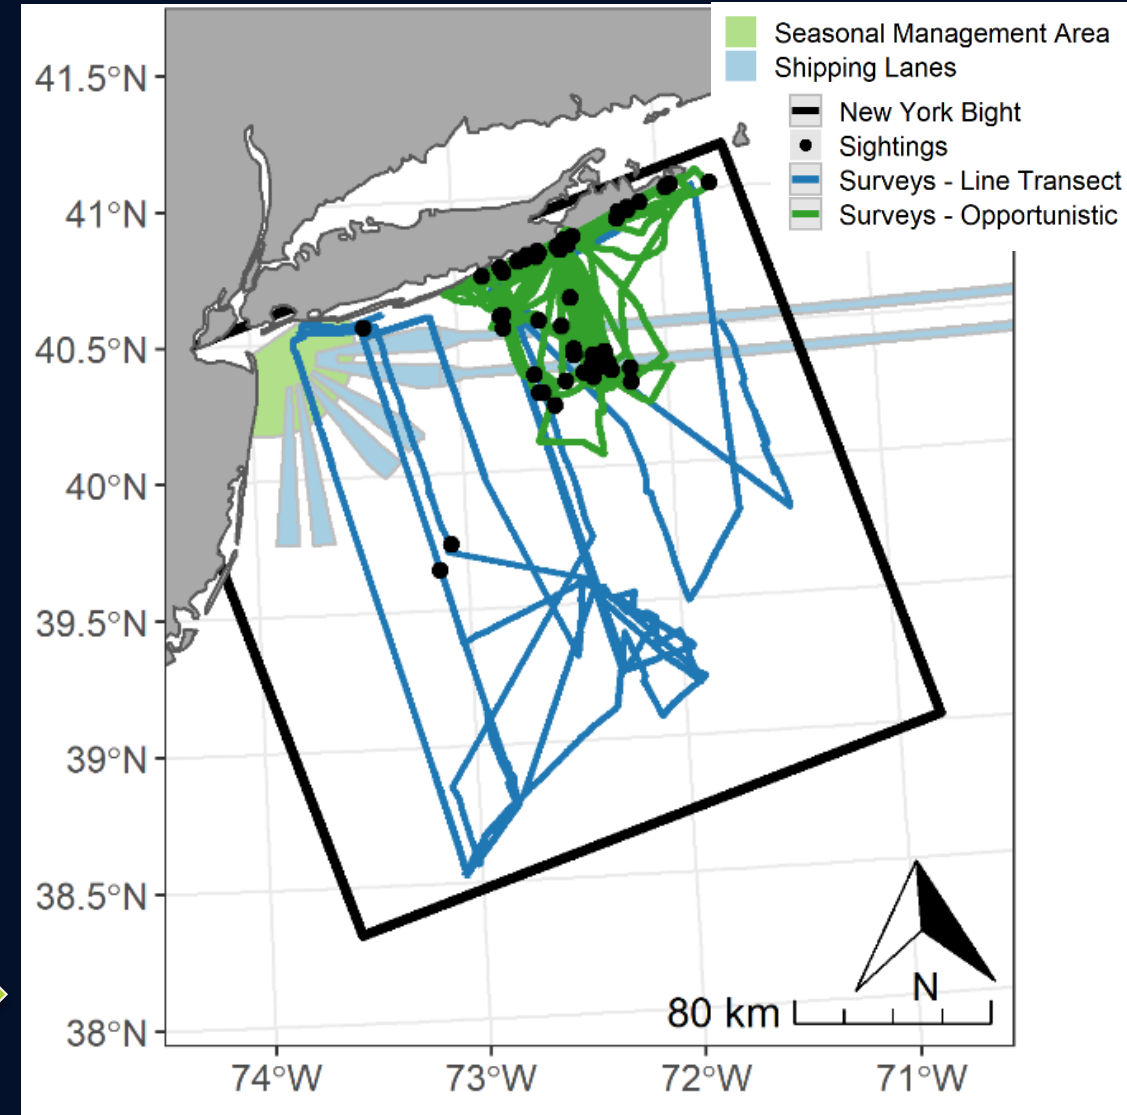 Seasonal Management Area
Shipping Lanes
New York Bight
Sightings
Surveys - Line Transect
Surveys - Opportunistic
41.5°N
41°N
40.5°N
40°N
39.5°N
39°N
38.5°N
38°N
N
80 km
74°W
73°W
72°W
71°W